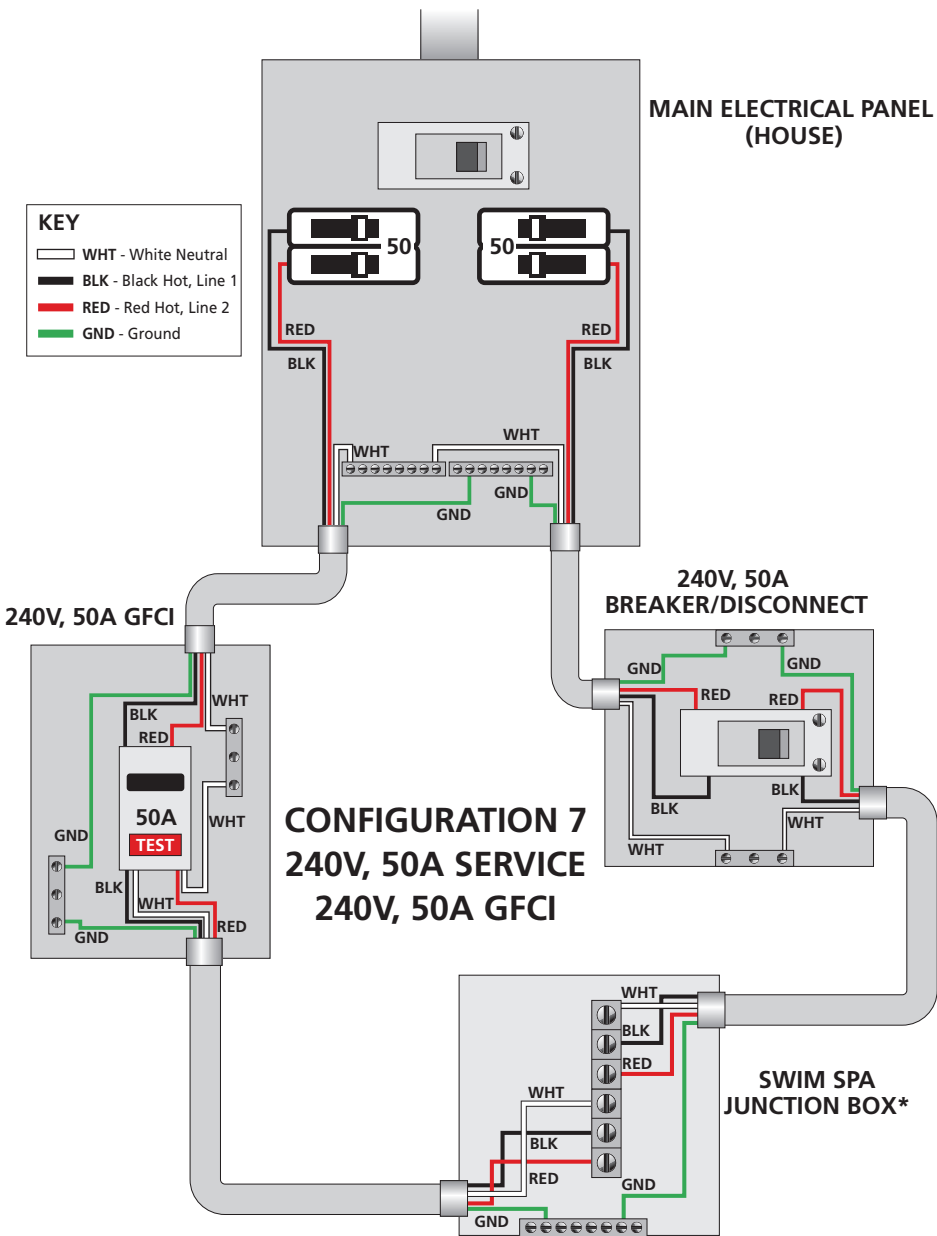 MAIN ELECTRICAL PANEL
(HOUSE)
KEY
WHT - White Neutral
BLK - Black Hot, Line 1
RED - Red Hot, Line 2
GND - Ground
50
50
RED
BLK
RED
BLK
WHT
WHT
GND
GND
240V, 50A GFCI
BLK
RED
WHT
50A
TEST
WHT
GND
BLK
WHT
RED
GND
240V, 50A
BREAKER/DISCONNECT
GND
GND
RED
RED
BLK
BLK
WHT
WHT
CONFIGURATION 7
240V, 50A SERVICE
240V, 50A GFCI
WHT
BLK
RED
WHT
BLK
RED
GND
GND
SWIM SPA
JUNCTION BOX*